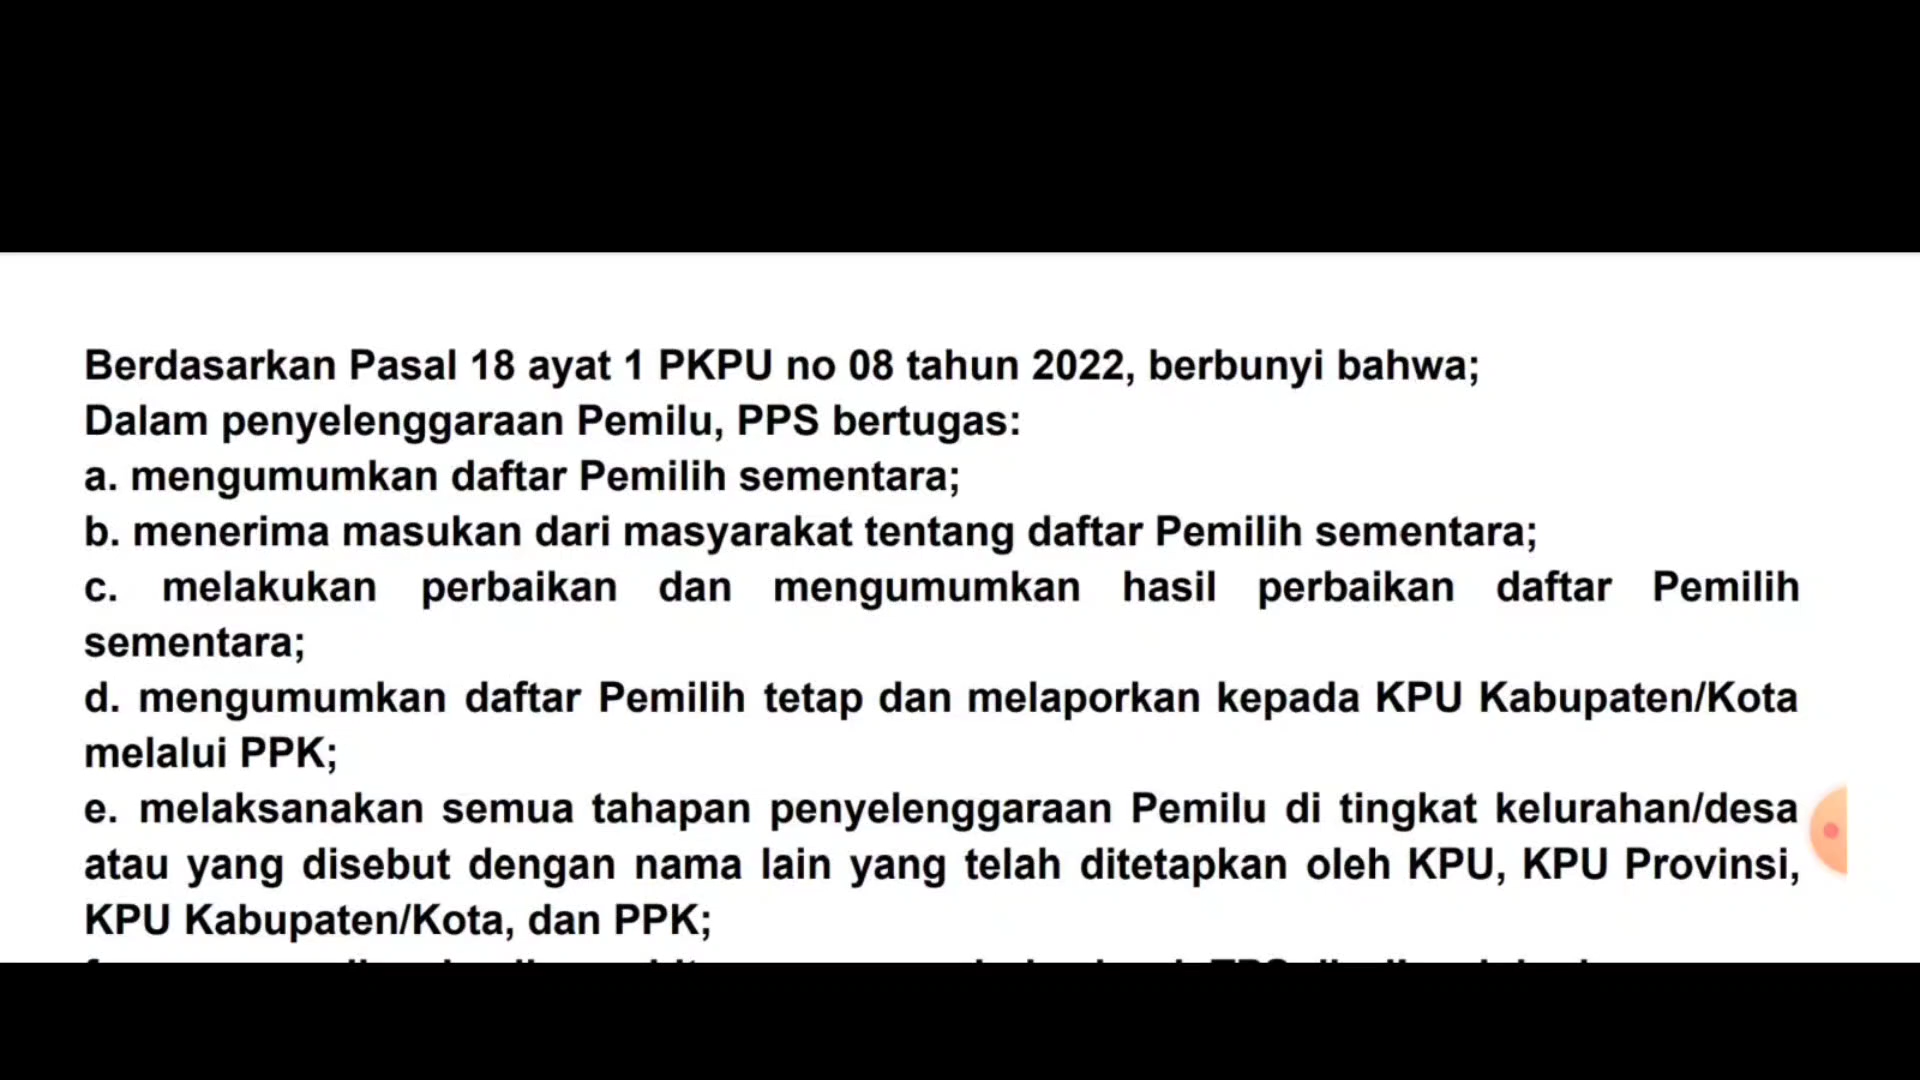 Berdasarkan Pasal 18 ayat 1 PKPU no 08 tahun 2022, berbunyi bahwa;
Dalam penyelenggaraan Pemilu, PPS bertugas:
a. mengumumkan daftar Pemilih sementara;
b. menerima masukan dari masyarakat tentang daftar Pemilih sementara;
c. melakukan perbaikan dan mengumumkan hasil perbaikan daftar Pemilih
sementara;
d. mengumumkan daftar Pemilih tetap dan melaporkan kepada KPU Kabupaten/Kota
melalui PPK;
e. melaksanakan semua tahapan penyelenggaraan Pemilu di tingkat kelurahan/desa
atau yang disebut dengan nama lain yang telah ditetapkan oleh KPU, KPU Provinsi,
KPU Kabupaten/Kota, dan PPK;